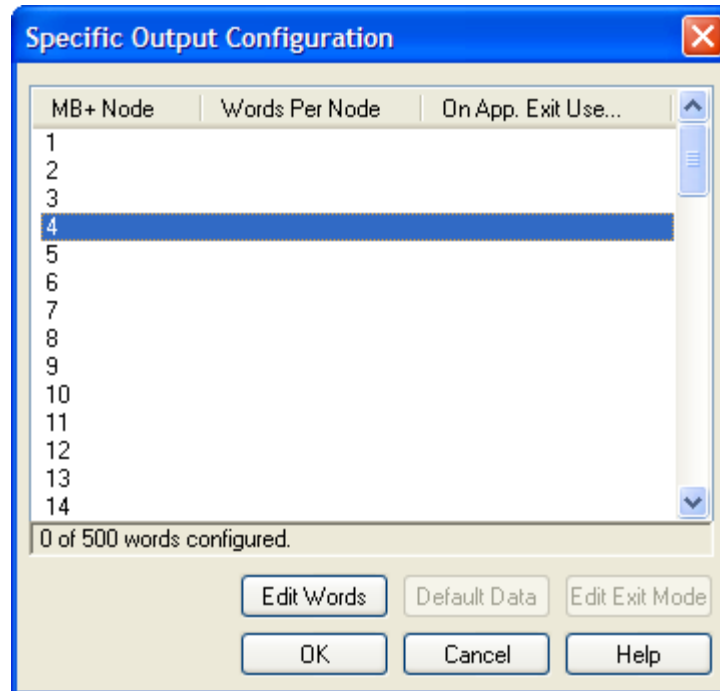 Specific Output Configuration
MB+ Node Words Per Node On App. Exit Use...
1
2
3
4
5
6
7
8
9
10
11
12
13
14
0 of 500 words configured.
Edit Words Default Data Edit Exit Mode
OK Cancel Help